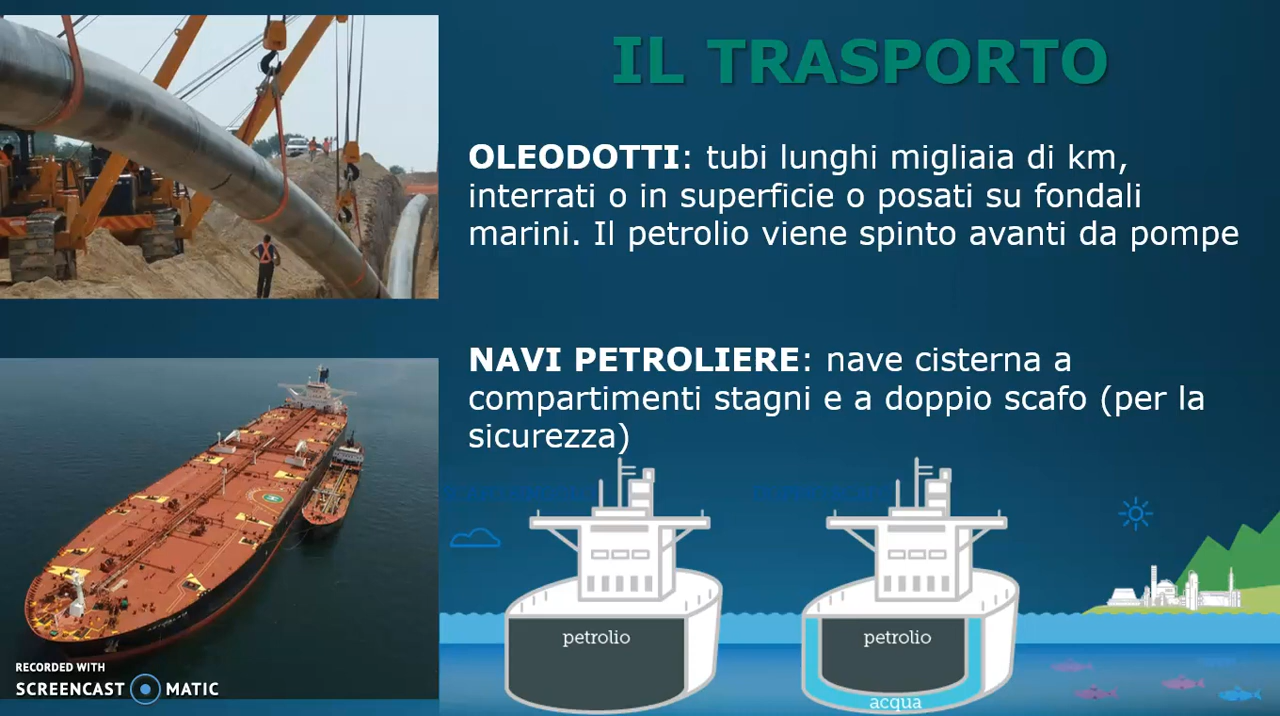 IL TRASPORTO
OLEODOTTI: tubi lunghi migliaia di km,
interrati o in superficie o posati su fondali
marini. Il petrolio viene spinto avanti da pompe
NAVI PETROLIERE: nave cisterna a
compartimenti stagni e a doppio scafo (per la
sicurezza)
petrolio
petrolio
acqua
RECORDED WITH
SCREENCAST MATIC